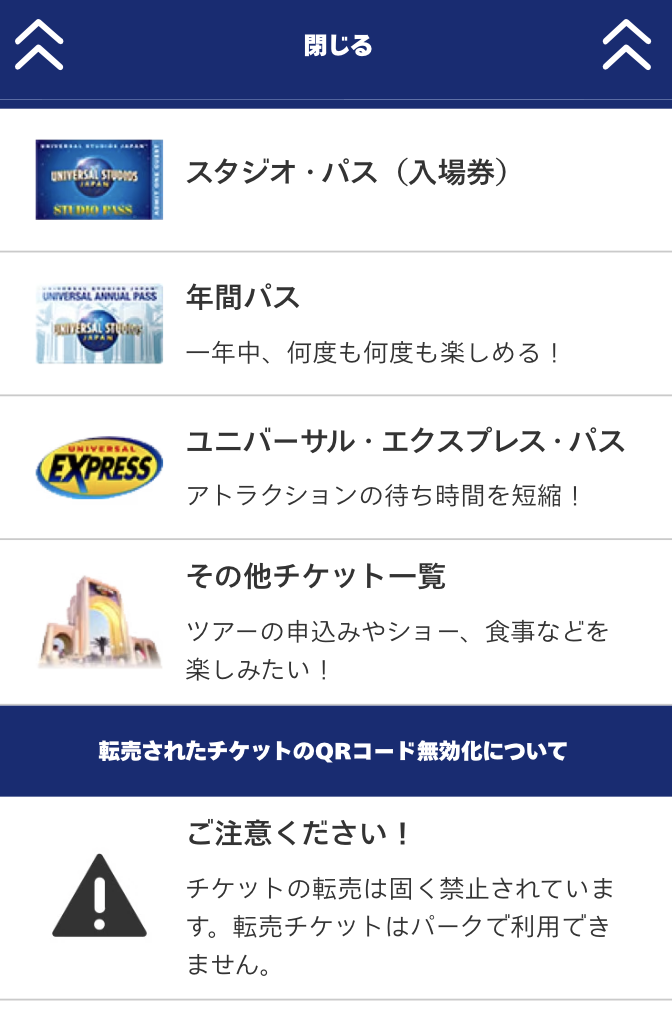 閉じる
UNIVERSAL STUDIOS JAPAN
UNIVERSAL STUDIOS
JAPAN
STUDIO PASS
ADMIT ONE GUEST
スタジオ・パス（入場券）
UNIVERSAL STUDIOS JAPAN
UNIVERSAL ANNUAL PASS
UNIVERSAL STUDIOS
JAPAN
年間パス
一年中、何度も何度も楽しめる！
UNIVERSAL
EXPRESS
ユニバーサル・エクスプレス・パス
アトラクションの待ち時間を短縮！
その他チケット一覧
ツアーの申込みやショー、食事などを
楽しみたい！
転売されたチケットのQRコード無効化について
ご注意ください！
チケットの転売は固く禁止されていま
す。転売チケットはパークで利用でき
ません。